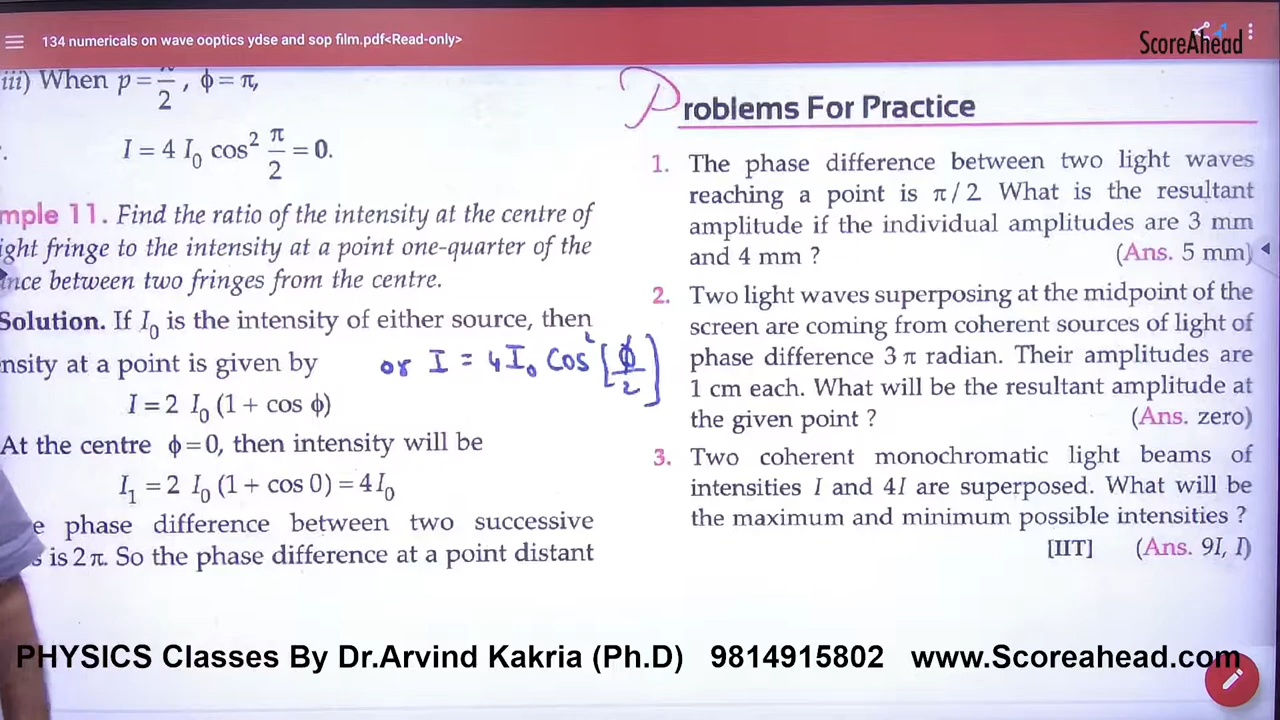 134 numericals on wave ooptics ydse and sop film.pdf<Read-only>
ScoreAhead
iii) When p = π/2, ϕ = π,
I = 4 I₀ cos² π/2 = 0.
mple 11. Find the ratio of the intensity at the centre of
ight fringe to the intensity at a point one-quarter of the
nce between two fringes from the centre.
Solution. If I₀ is the intensity of either source, then
nsity at a point is given by
or I = 4I₀ Cos² [ϕ/2]
I = 2 I₀ (1 + cos ϕ)
At the centre ϕ = 0, then intensity will be
I₁ = 2 I₀ (1 + cos 0) = 4I₀
e phase difference between two successive
s is 2π. So the phase difference at a point distant
Problems For Practice
1. The phase difference between two light waves
reaching a point is π/2. What is the resultant
amplitude if the individual amplitudes are 3 mm
and 4 mm ? (Ans. 5 mm)
2. Two light waves superposing at the midpoint of the
screen are coming from coherent sources of light of
phase difference 3 π radian. Their amplitudes are
1 cm each. What will be the resultant amplitude at
the given point ? (Ans. zero)
3. Two coherent monochromatic light beams of
intensities I and 4I are superposed. What will be
the maximum and minimum possible intensities ?
[IIT] (Ans. 9I, I)
PHYSICS Classes By Dr.Arvind Kakria (Ph.D) 9814915802 www.Scoreahead.com